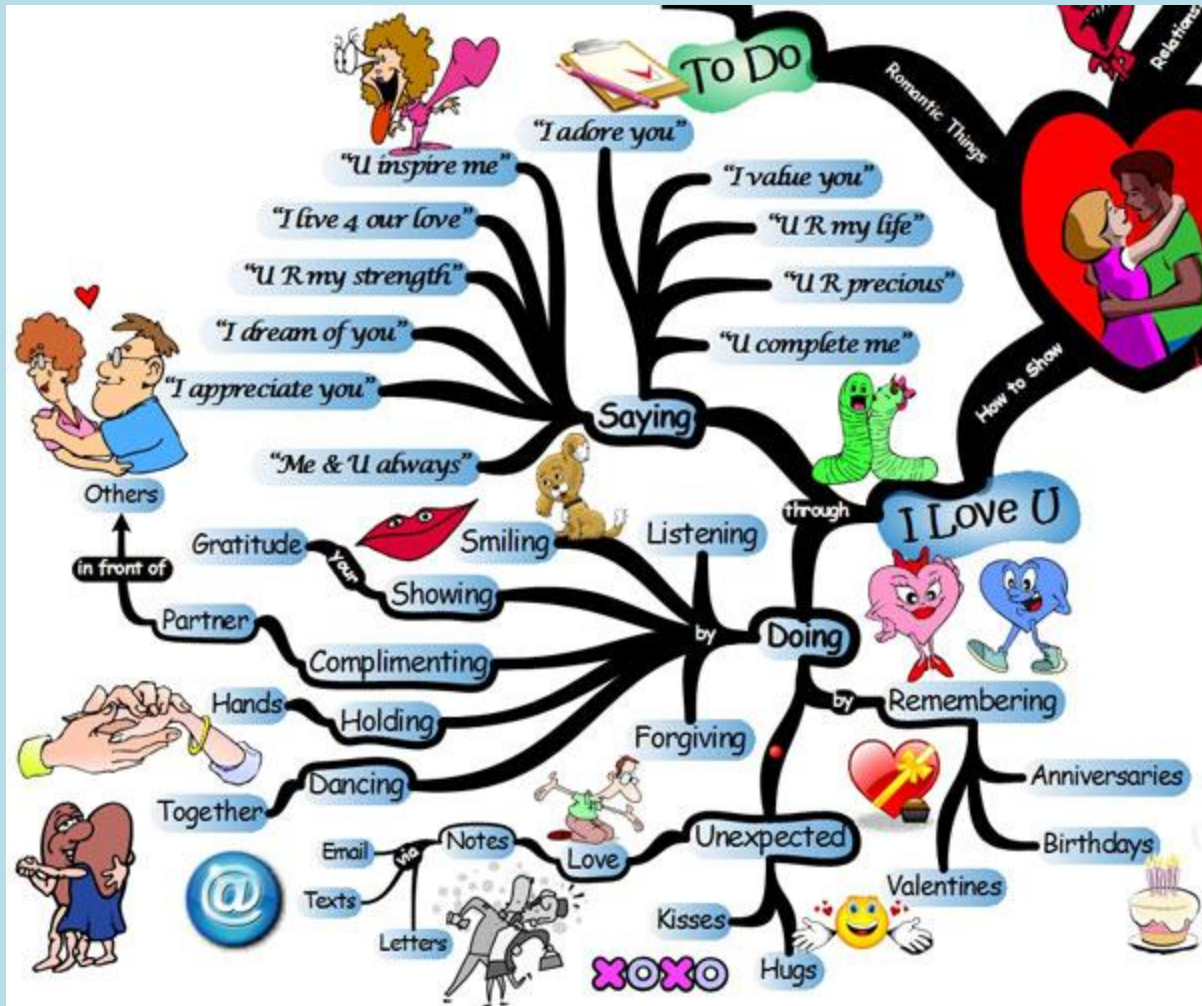 To Do
Romantic Things
"I adore you"
"U inspire me"
"I value you"
"I live 4 our love"
"U R my life"
"U R my strength"
"U R precious"
"I dream of you"
"U complete me"
"I appreciate you"
Saying
How to Show
"Me & U always"
Others
through
I Love U
Gratitude
your
Smiling
Listening
in front of
Showing
Partner
by
Doing
Complimenting
Hands
Holding
Forgiving
by
Remembering
Dancing
Together
Anniversaries
Birthdays
Valentines
Unexpected
Love
Notes
via
Email
Texts
Letters
Kisses
Hugs
XOXO
@